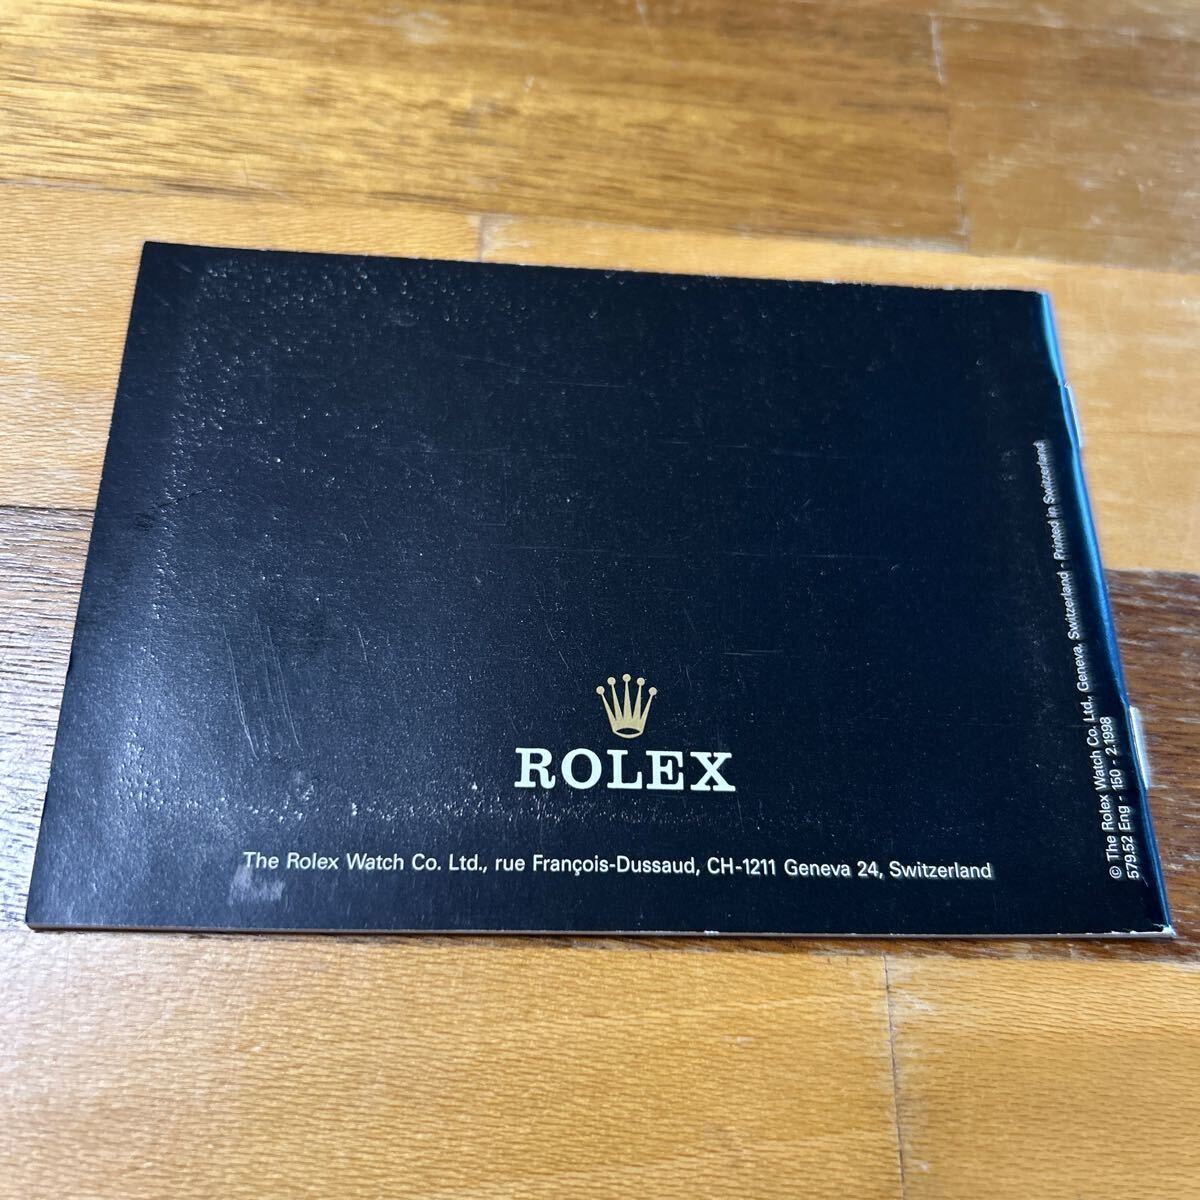 ROLEX
The Rolex Watch Co. Ltd., rue François-Dussaud, CH-1211 Geneva 24, Switzerland
© The Rolex Watch Co. Ltd., Geneva, Switzerland - Printed in Switzerland
579.52 Eng - 150 - 2.1998